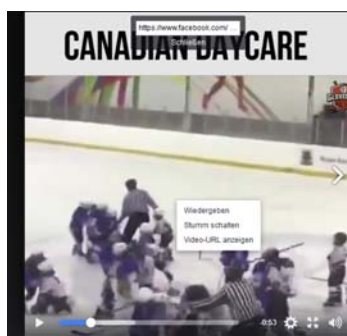 https://www.facebook.com/ ...
Schließen
CANADIAN DAYCARE
Wiedergeben
Stumm schalten
Video-URL anzeigen
-0:53